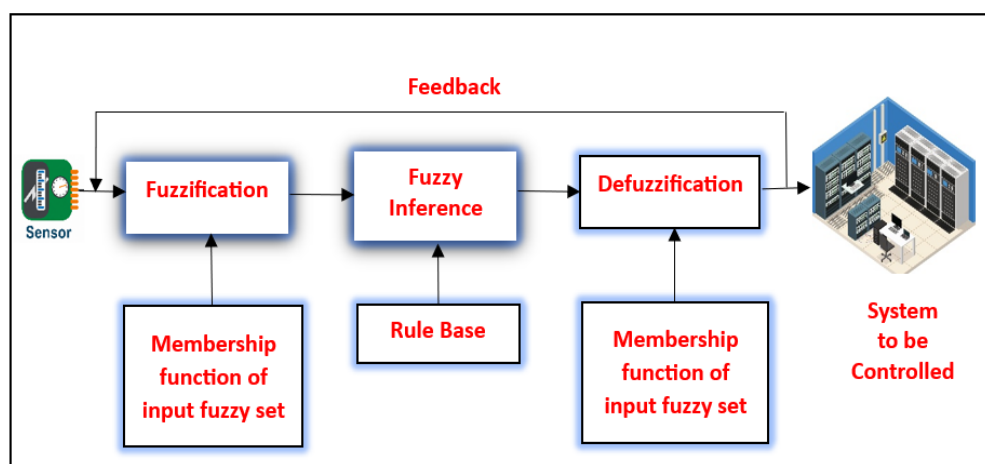 Feedback
Sensor
Fuzzification
Fuzzy
Inference
Defuzzification
Membership
function of
input fuzzy set
Rule Base
Membership
function of
input fuzzy set
System
to be
Controlled